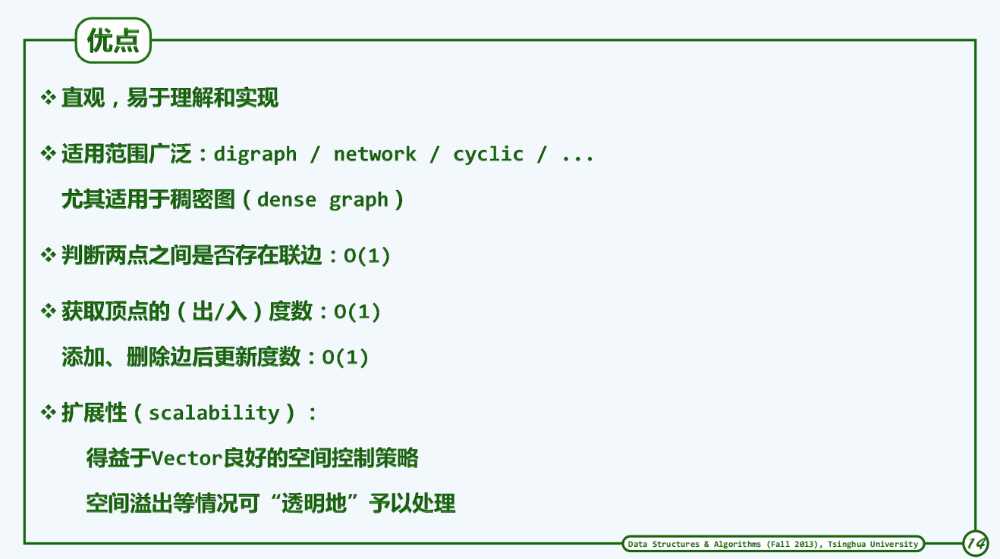 优点
❖ 直观，易于理解和实现
❖ 适用范围广泛：digraph / network / cyclic / ...
尤其适用于稠密图（dense graph）
❖ 判断两点之间是否存在联边：O(1)
❖ 获取顶点的（出/入）度数：O(1)
添加、删除边后更新度数：O(1)
❖ 扩展性（scalability）：
得益于Vector良好的空间控制策略
空间溢出等情况可“透明地”予以处理
Data Structures & Algorithms (Fall 2013), Tsinghua University
14